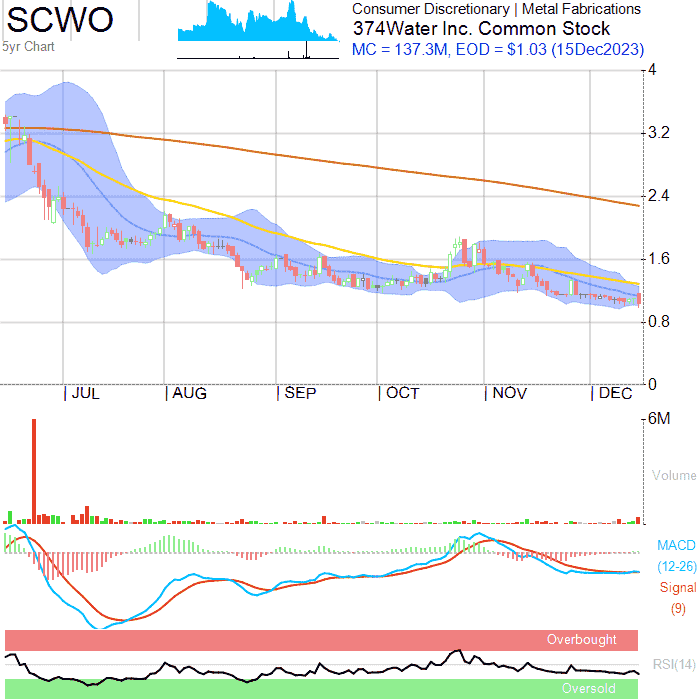 SCWO
5yr Chart
Consumer Discretionary | Metal Fabrications
374Water Inc. Common Stock
MC = 137.3M, EOD = $1.03 (15Dec2023)
4
3.2
2.4
1.6
0.8
0
| JUL | AUG | SEP | OCT | NOV | DEC
6M
Volume
MACD
(12-26)
Signal
(9)
Overbought
RSI(14)
Oversold